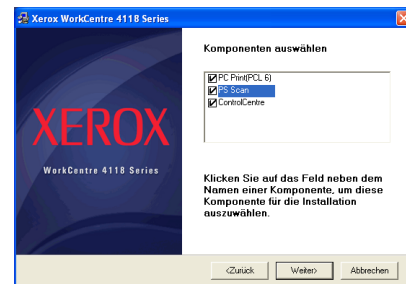 Xerox WorkCentre 4118 Series
Komponenten auswählen
PC Print(PCL 6)
PS Scan
ControlCentre
XEROX
WorkCentre 4118 Series
Klicken Sie auf das Feld neben dem
Namen einer Komponente, um diese
Komponente für die Installation
auszuwählen.
<Zurück
Weiter>
Abbrechen